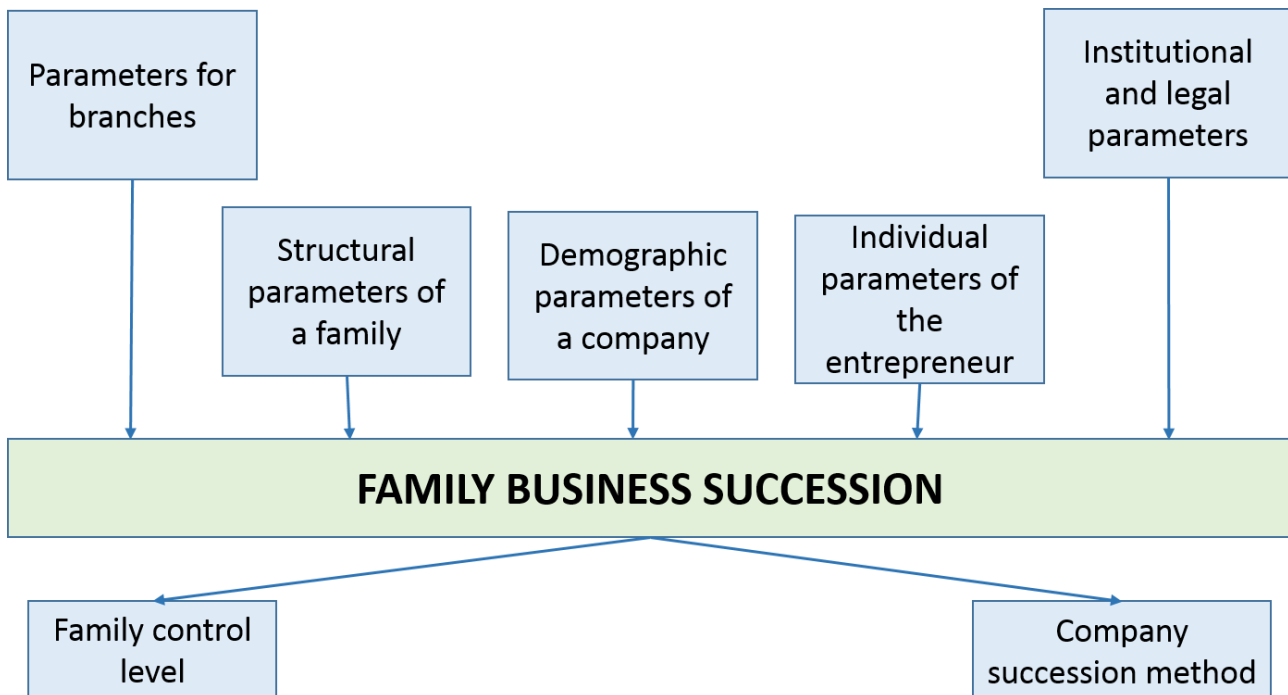 Parameters for
branches
Institutional
and legal
parameters
Structural
parameters of
a family
Demographic
parameters of
a company
Individual
parameters of
the
entrepreneur
FAMILY BUSINESS SUCCESSION
Family control
level
Company
succession method